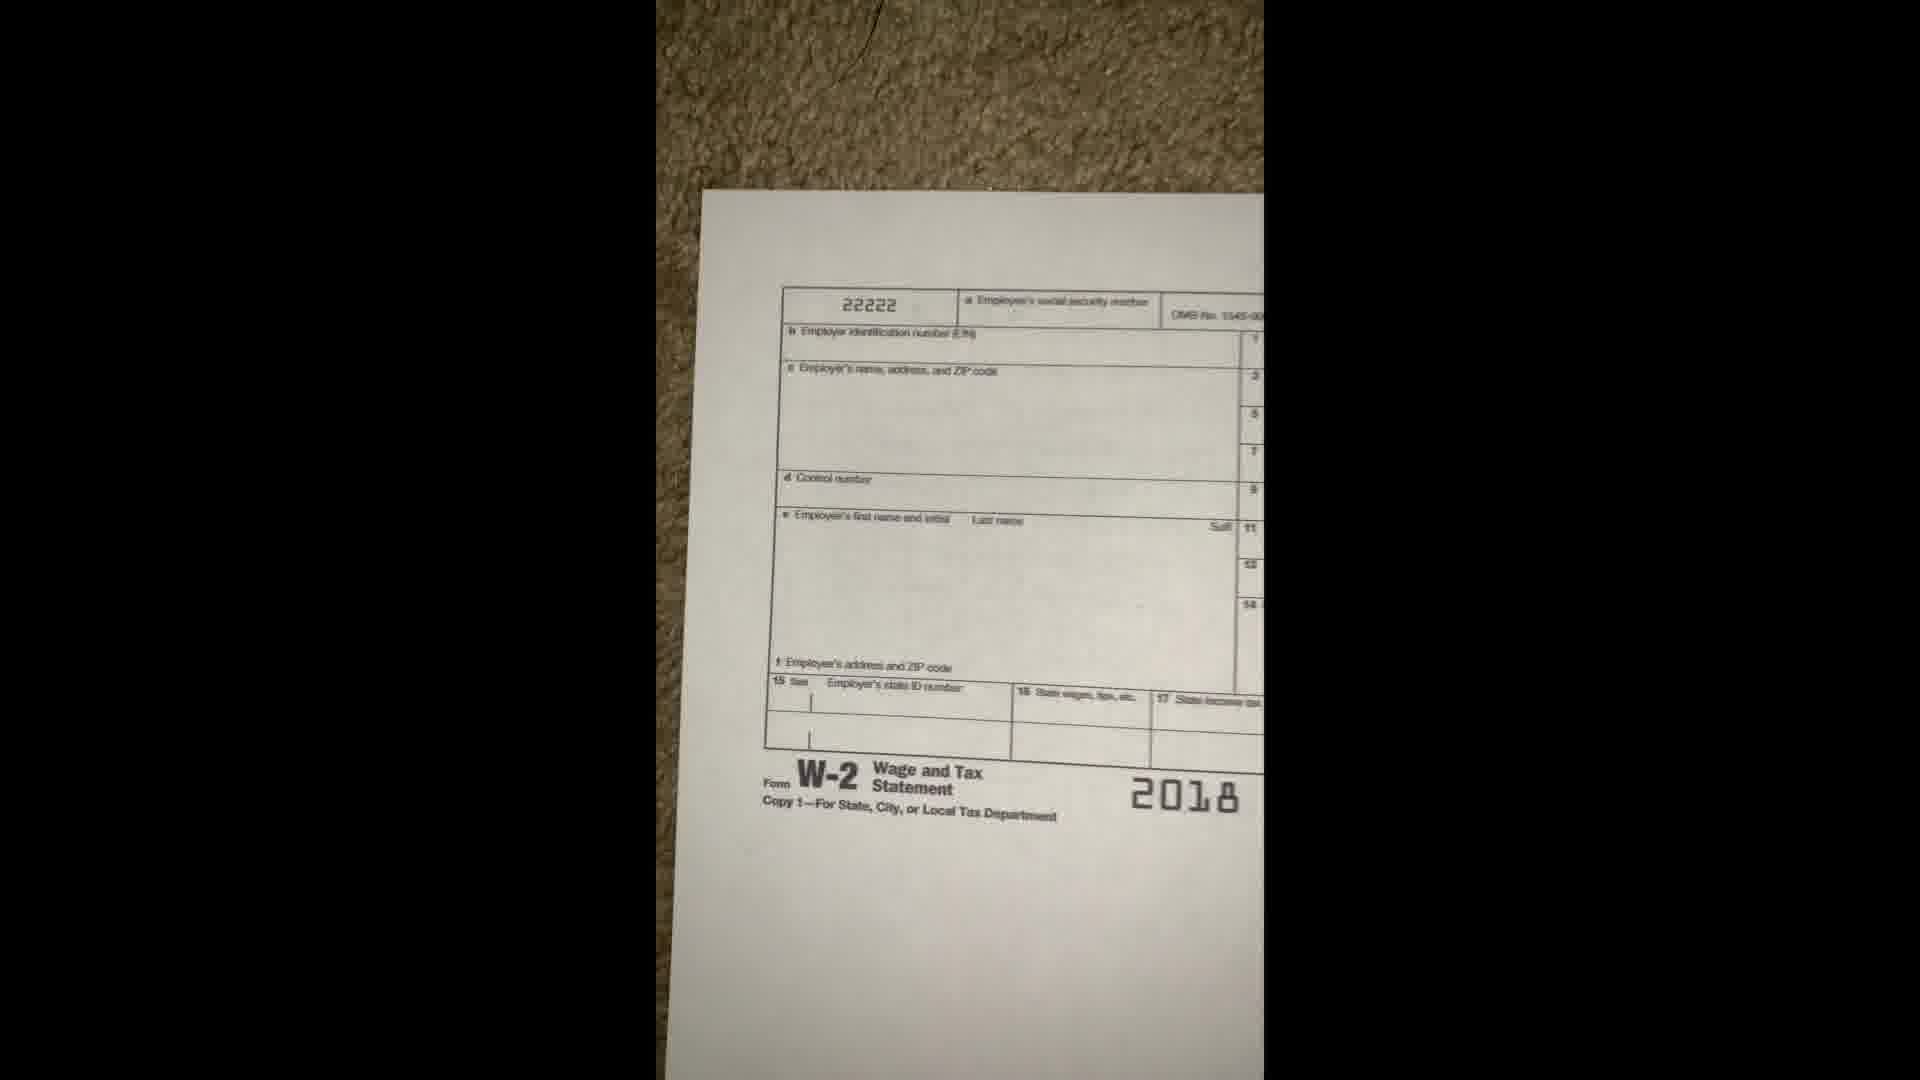 22222
a Employee's social security number
OMB No. 1545-00
b Employer identification number (EIN)
1
c Employer's name, address, and ZIP code
3
5
7
d Control number
9
e Employee's first name and initial Last name Suff.
11
13
14
f Employee's address and ZIP code
15 State Employer's state ID number
16 State wages, tips, etc.
17 State income tax
Form W-2 Wage and Tax
Statement
2018
Copy 1—For State, City, or Local Tax Department